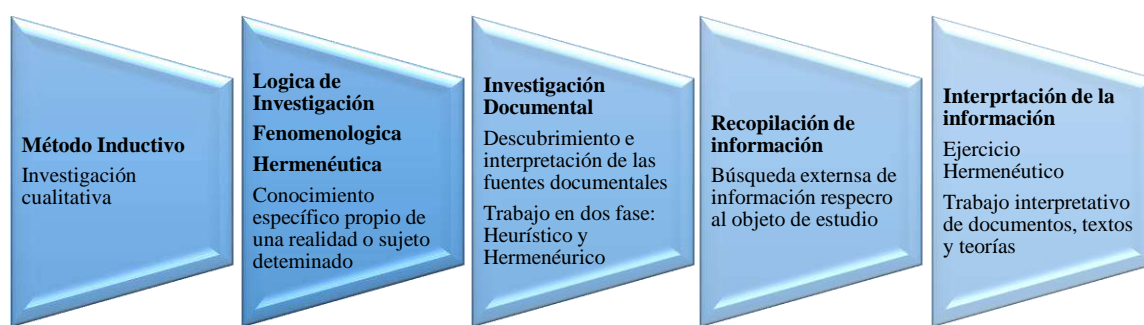 Método Inductivo
Investigación
cualitativa
Logica de
Investigación
Fenomenologica
Hermenéutica
Conocimiento
específico propio de
una realidad o sujeto
deteminado
Investigación
Documental
Descubrimiento e
interpretación de las
fuentes documentales
Trabajo en dos fase:
Heurístico y
Hermenéurico
Recopilación de
información
Búsqueda externsa de
información respecro
al objeto de estudio
Interprtación de la
información
Ejercicio
Hermenéutico
Trabajo interpretativo
de documentos, textos
y teorías